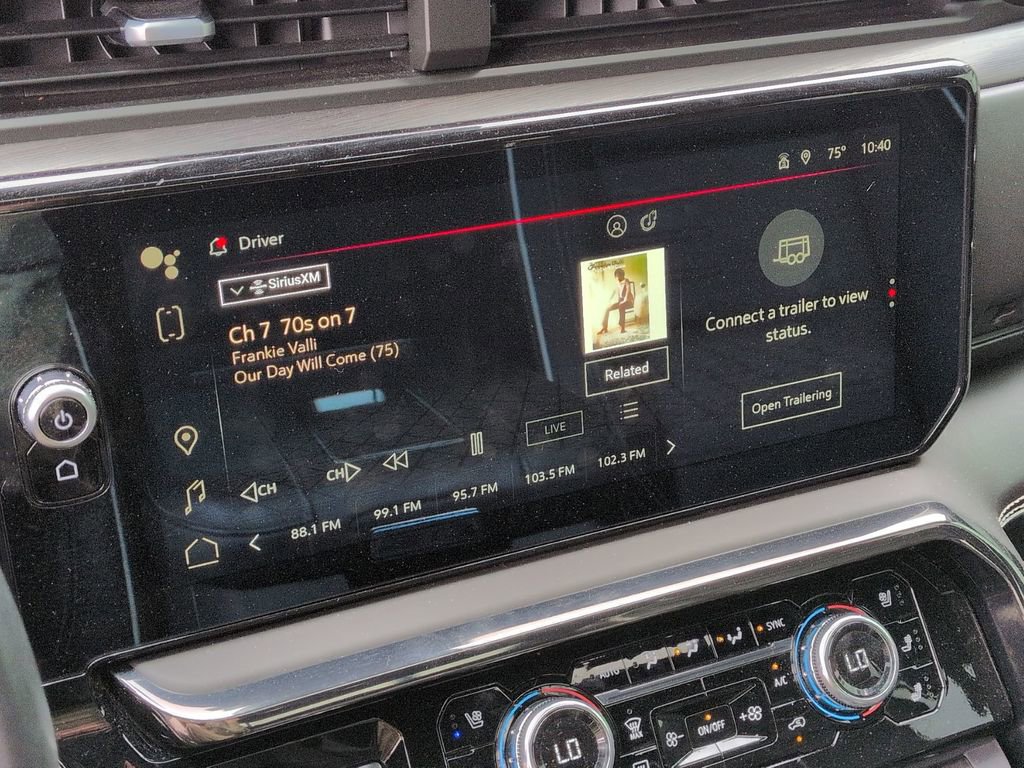 75° 10:40
Driver
SiriusXM
Ch 7 70s on 7
Frankie Valli
Our Day Will Come (75)
Related
Connect a trailer to view
status.
Open Trailering
LIVE
CH
CH
88.1 FM
99.1 FM
95.7 FM
103.5 FM
102.3 FM
AUTO
SYNC
A/C
LO
LO
MAX
ON/OFF